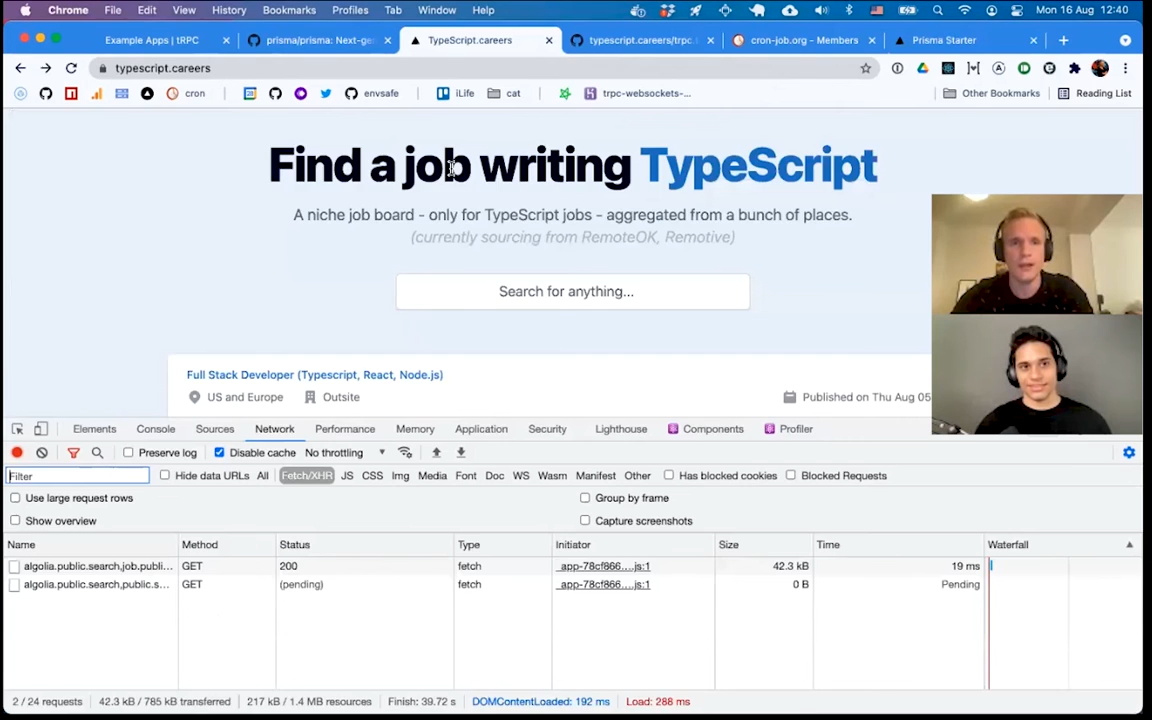 Chrome File Edit View History Bookmarks Profiles Tab Window Help Mon 16 Aug 12:40
Example Apps | tRPC prisma/prisma: Next-ge TypeScript.careers typescript.careers/trpc. cron-job.org – Members Prisma Starter
typescript.careers
cron iLife cat envsafe trpc-websockets-... Other Bookmarks Reading List
Find a job writing TypeScript
A niche job board - only for TypeScript jobs - aggregated from a bunch of places.
(currently sourcing from RemoteOK, Remotive)
Search for anything...
Full Stack Developer (Typescript, React, Node.js)
US and Europe Outsite Published on Thu Aug 05
Elements Console Sources Network Performance Memory Application Security Lighthouse Components Profiler
Preserve log Disable cache No throttling
Filter Hide data URLs All Fetch/XHR JS CSS Img Media Font Doc WS Wasm Manifest Other Has blocked cookies Blocked Requests
Use large request rows Group by frame
Show overview Capture screenshots
Name Method Status Type Initiator Size Time Waterfall
algolia.public.search,job.publi... GET 200 fetch _app-78cf866....js:1 42.3 kB 19 ms
algolia.public.search,public.s... GET (pending) fetch _app-78cf866....js:1 0 B Pending
2 / 24 requests 42.3 kB / 785 kB transferred 217 kB / 1.4 MB resources Finish: 39.72 s DOMContentLoaded: 192 ms Load: 288 ms